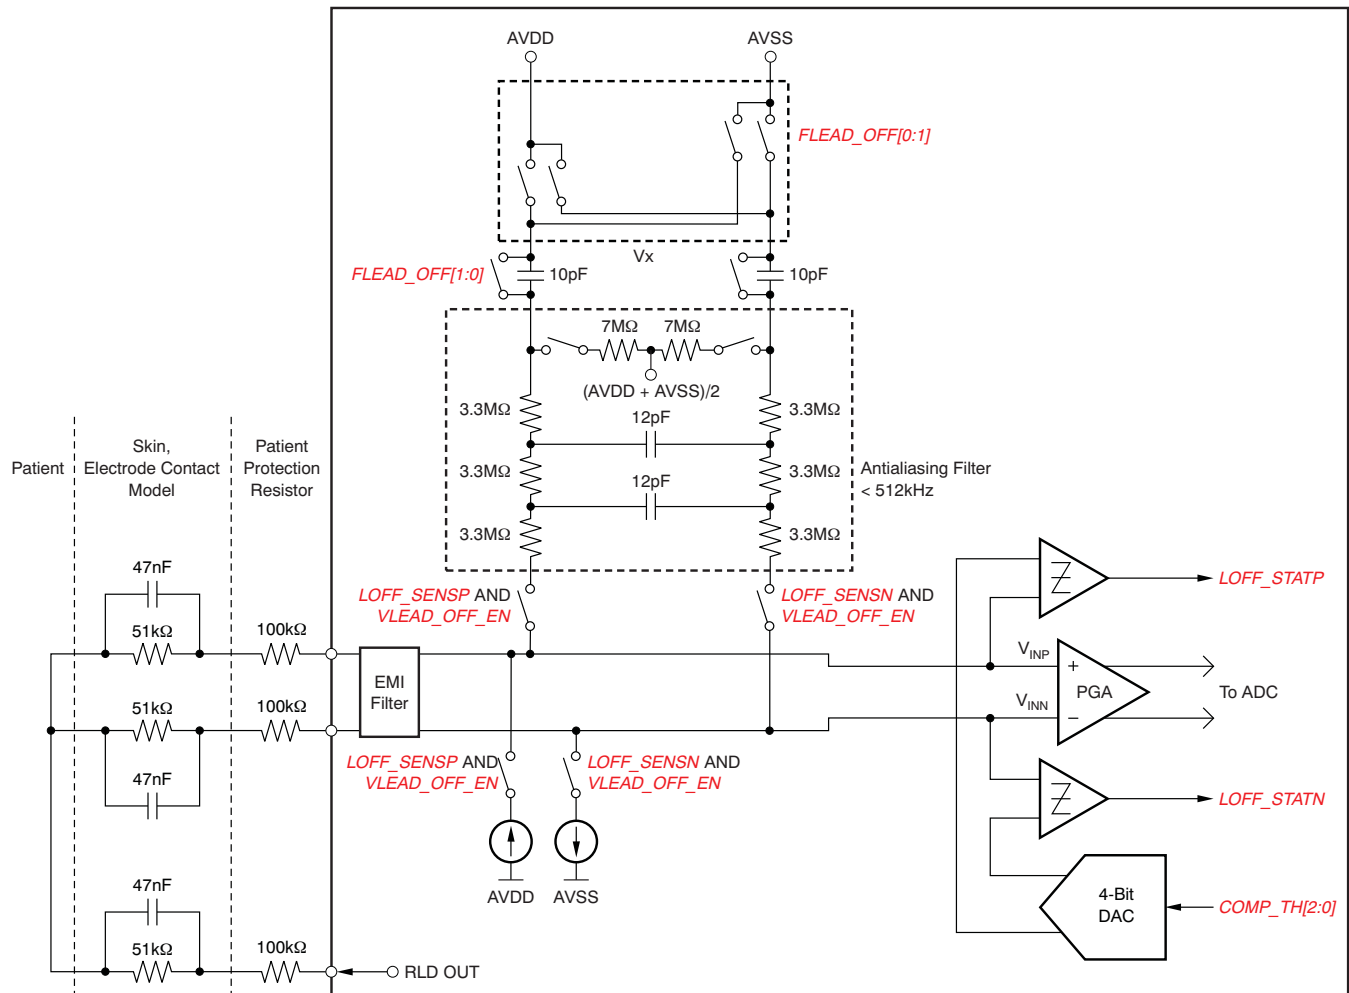 AVDD
AVSS
FLEAD_OFF[0:1]
Vx
FLEAD_OFF[1:0]
10pF
10pF
7MΩ
7MΩ
(AVDD + AVSS)/2
3.3MΩ
3.3MΩ
12pF
3.3MΩ
3.3MΩ
12pF
3.3MΩ
3.3MΩ
Antialiasing Filter
< 512kHz
Patient
Skin,
Electrode Contact
Model
Patient
Protection
Resistor
LOFF_SENSP AND
VLEAD_OFF_EN
LOFF_SENSN AND
VLEAD_OFF_EN
LOFF_STATP
47nF
51kΩ
100kΩ
EMI
Filter
VINP
VINN
PGA
+
−
To ADC
51kΩ
100kΩ
47nF
LOFF_SENSP AND
VLEAD_OFF_EN
LOFF_SENSN AND
VLEAD_OFF_EN
LOFF_STATN
AVDD
AVSS
4-Bit
DAC
COMP_TH[2:0]
47nF
51kΩ
100kΩ
RLD OUT